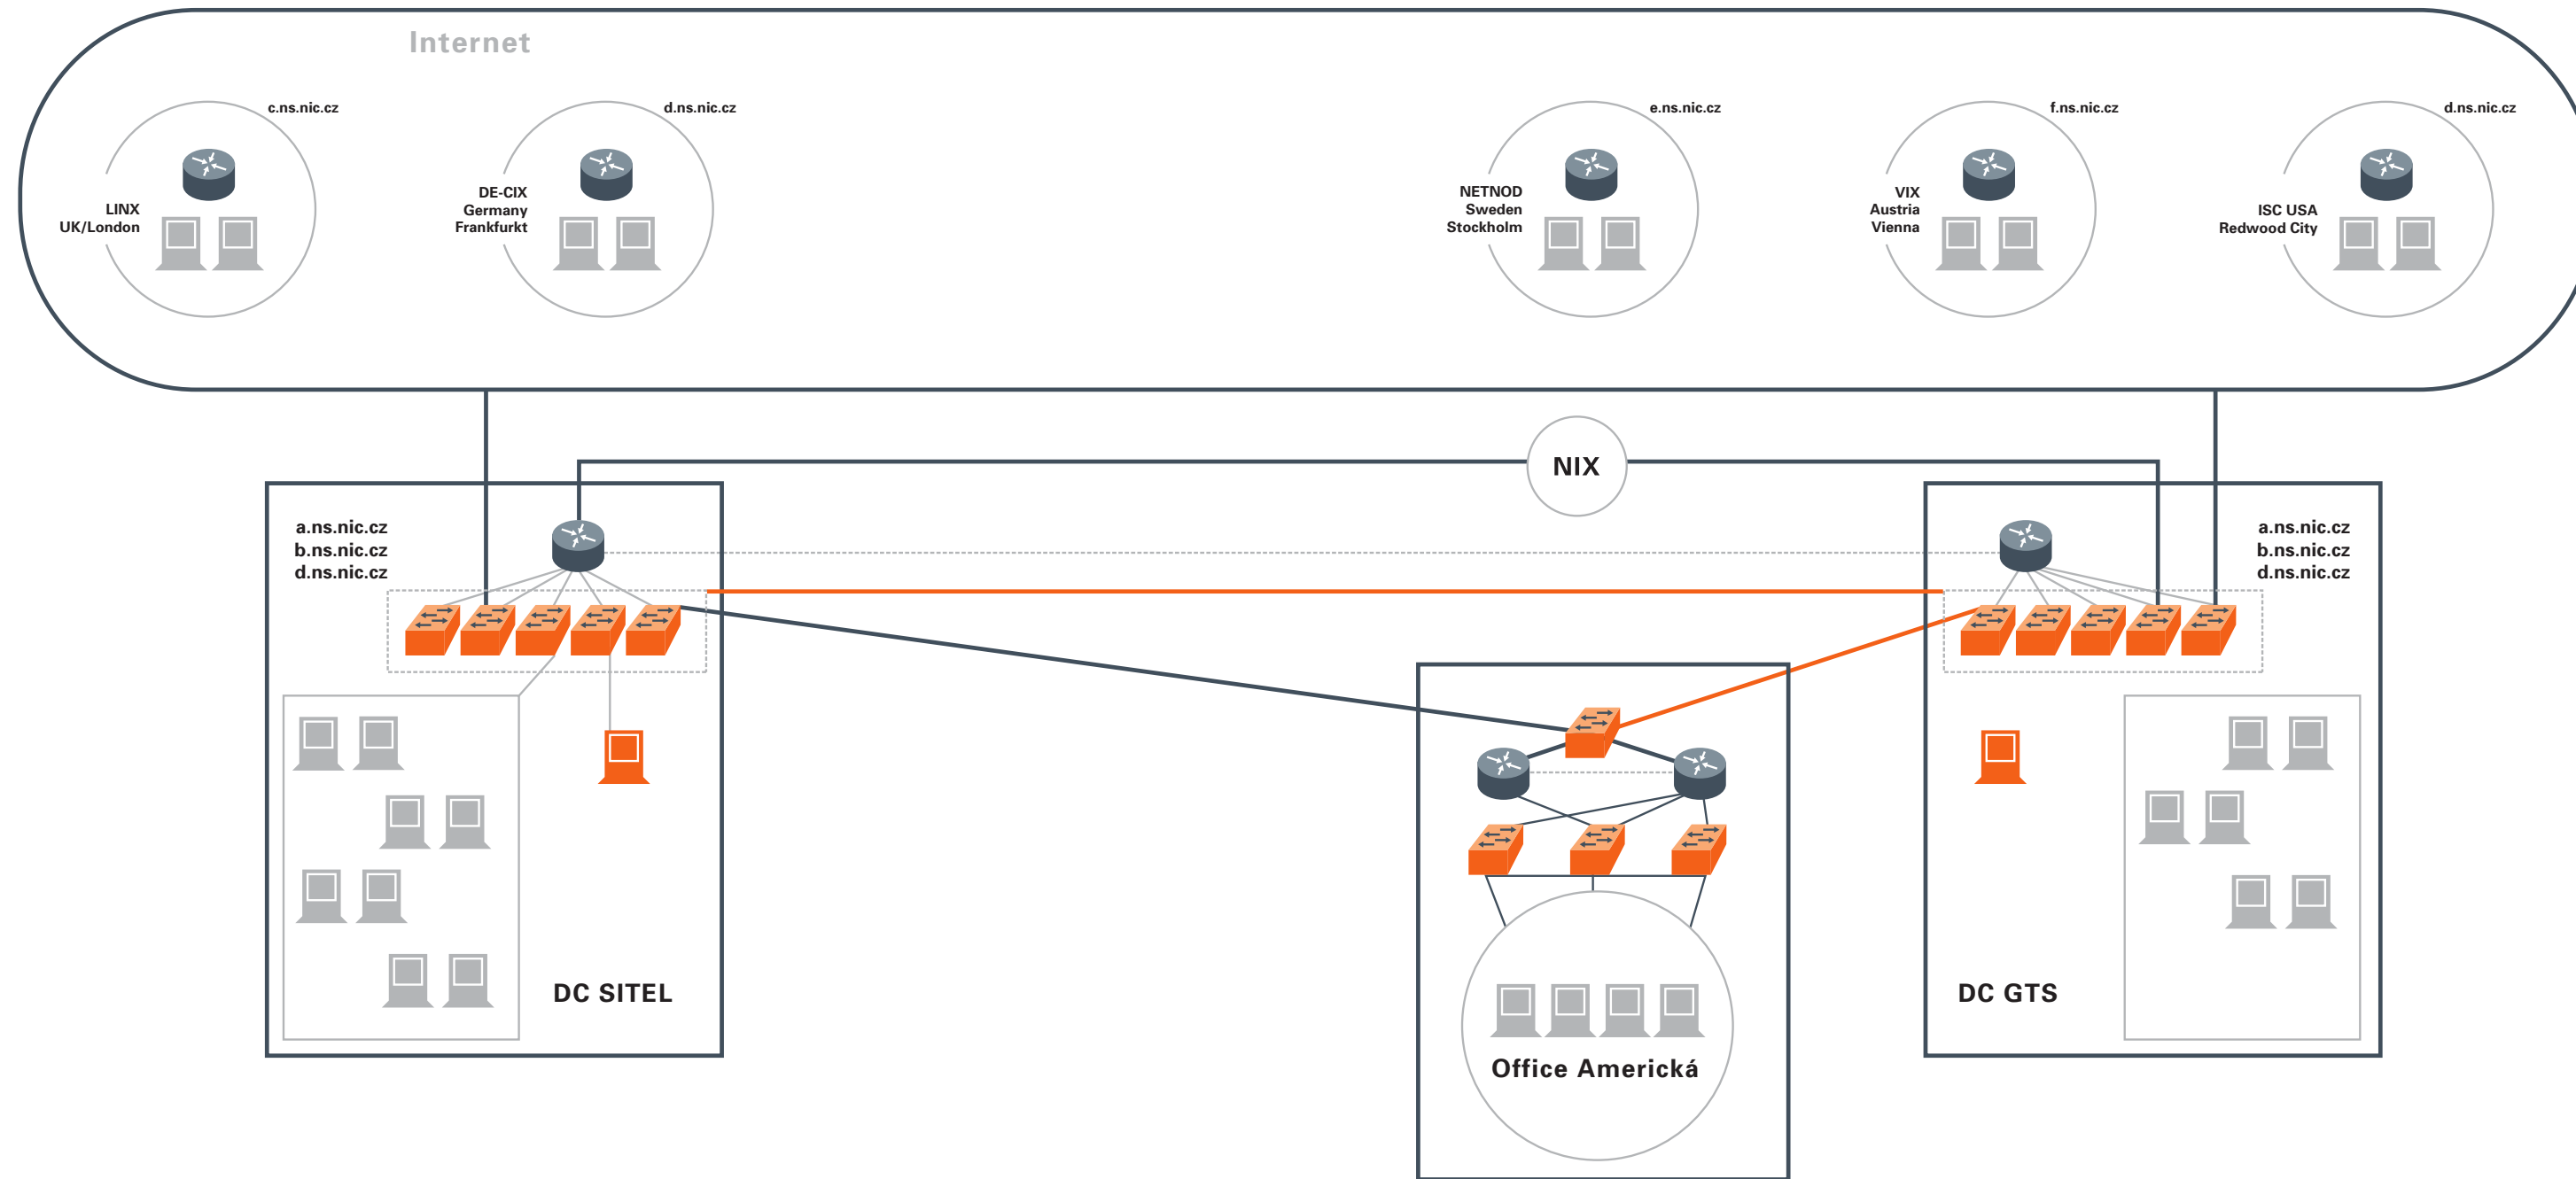 Internet
c.ns.nic.cz
LINX
UK/London
d.ns.nic.cz
DE-CIX
Germany
Frankfurkt
e.ns.nic.cz
NETNOD
Sweden
Stockholm
f.ns.nic.cz
VIX
Austria
Vienna
d.ns.nic.cz
ISC USA
Redwood City
NIX
a.ns.nic.cz
b.ns.nic.cz
d.ns.nic.cz
DC SITEL
Office Americká
a.ns.nic.cz
b.ns.nic.cz
d.ns.nic.cz
DC GTS